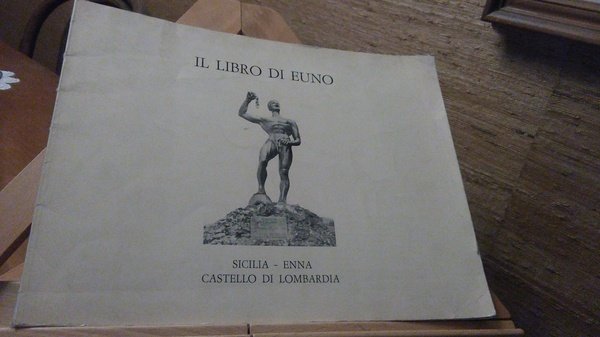 IL LIBRO DI EUNO
SICILIA - ENNA
CASTELLO DI LOMBARDIA